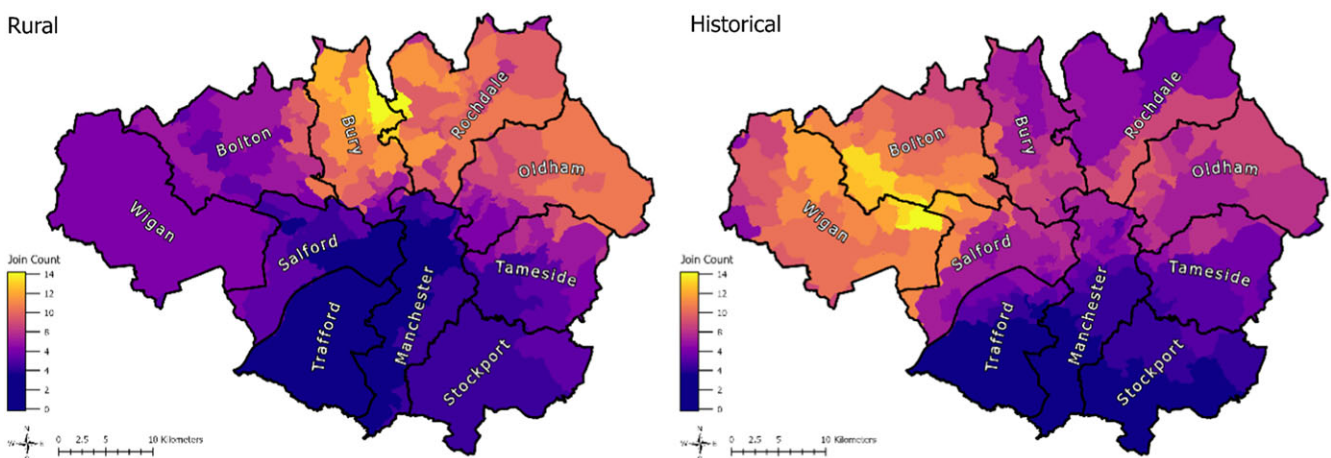 Rural
Bolton
Bury
Rochdale
Oldham
Wigan
Salford
Tameside
Trafford
Manchester
Stockport
Join Count
14
12
10
8
6
4
2
0
N
W E
S
0 2.5 5 10 Kilometers
Historical
Bolton
Bury
Rochdale
Oldham
Wigan
Salford
Tameside
Trafford
Manchester
Stockport
Join Count
14
12
10
8
6
4
2
0
N
W E
S
0 2.5 5 10 Kilometers